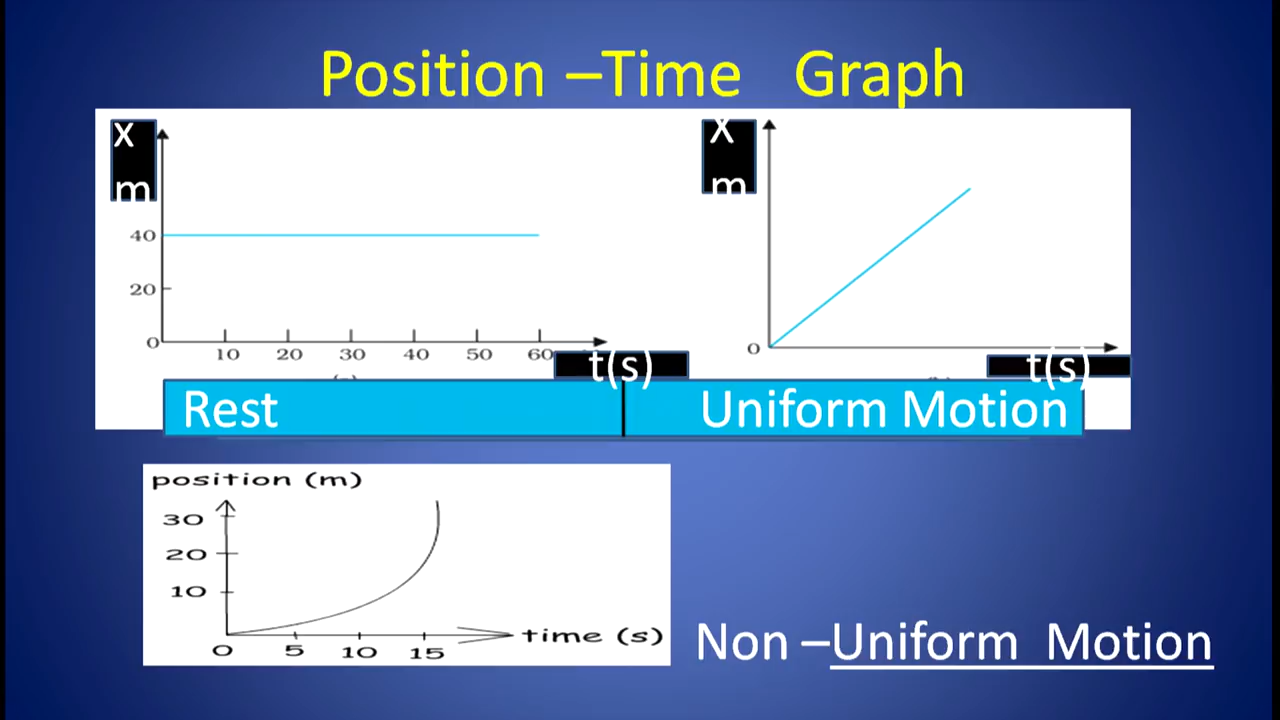 Position –Time Graph
X
m
40
20
0
10 20 30 40 50 60
t(s)
X
m
0
t(s)
Rest
Uniform Motion
position (m)
30
20
10
0 5 10 15
time (s)
Non –Uniform Motion